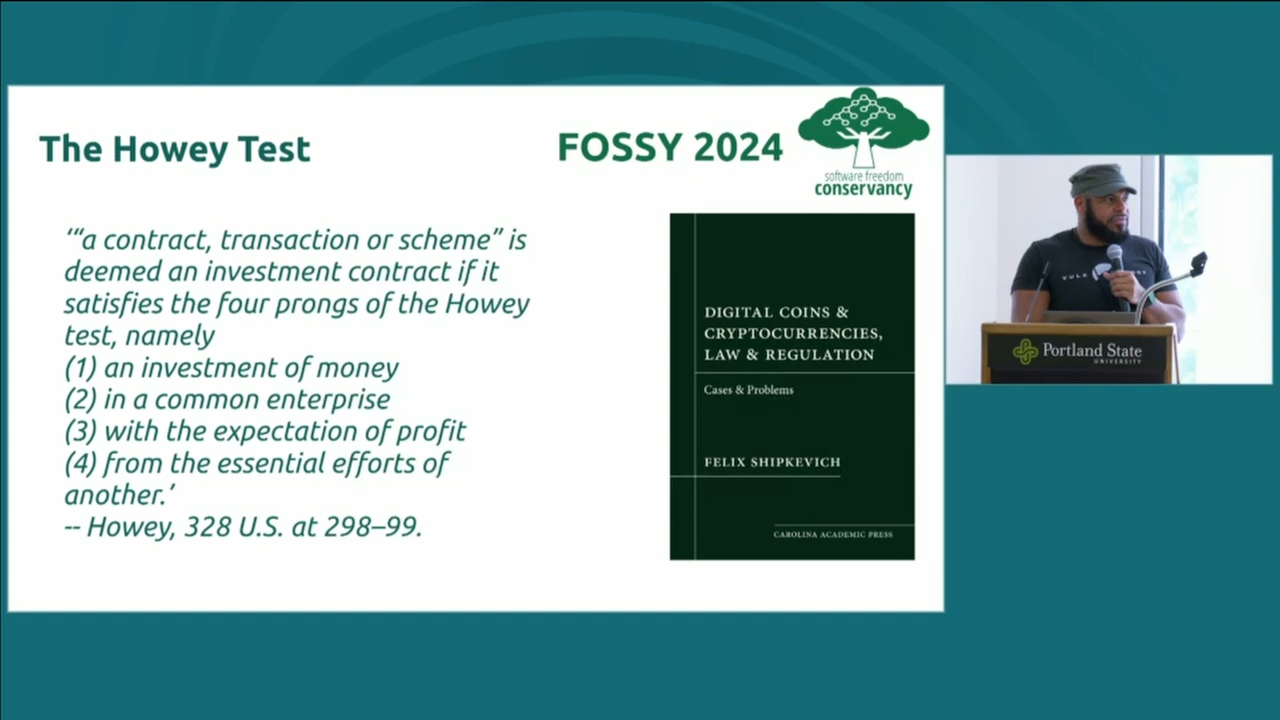 The Howey Test
FOSSY 2024
software freedom
conservancy
‘“a contract, transaction or scheme” is
deemed an investment contract if it
satisfies the four prongs of the Howey
test, namely
(1) an investment of money
(2) in a common enterprise
(3) with the expectation of profit
(4) from the essential efforts of
another.’
-- Howey, 328 U.S. at 298–99.
DIGITAL COINS &
CRYPTOCURRENCIES,
LAW & REGULATION
Cases & Problems
FELIX SHIPKEVICH
CAROLINA ACADEMIC PRESS
Portland State
UNIVERSITY